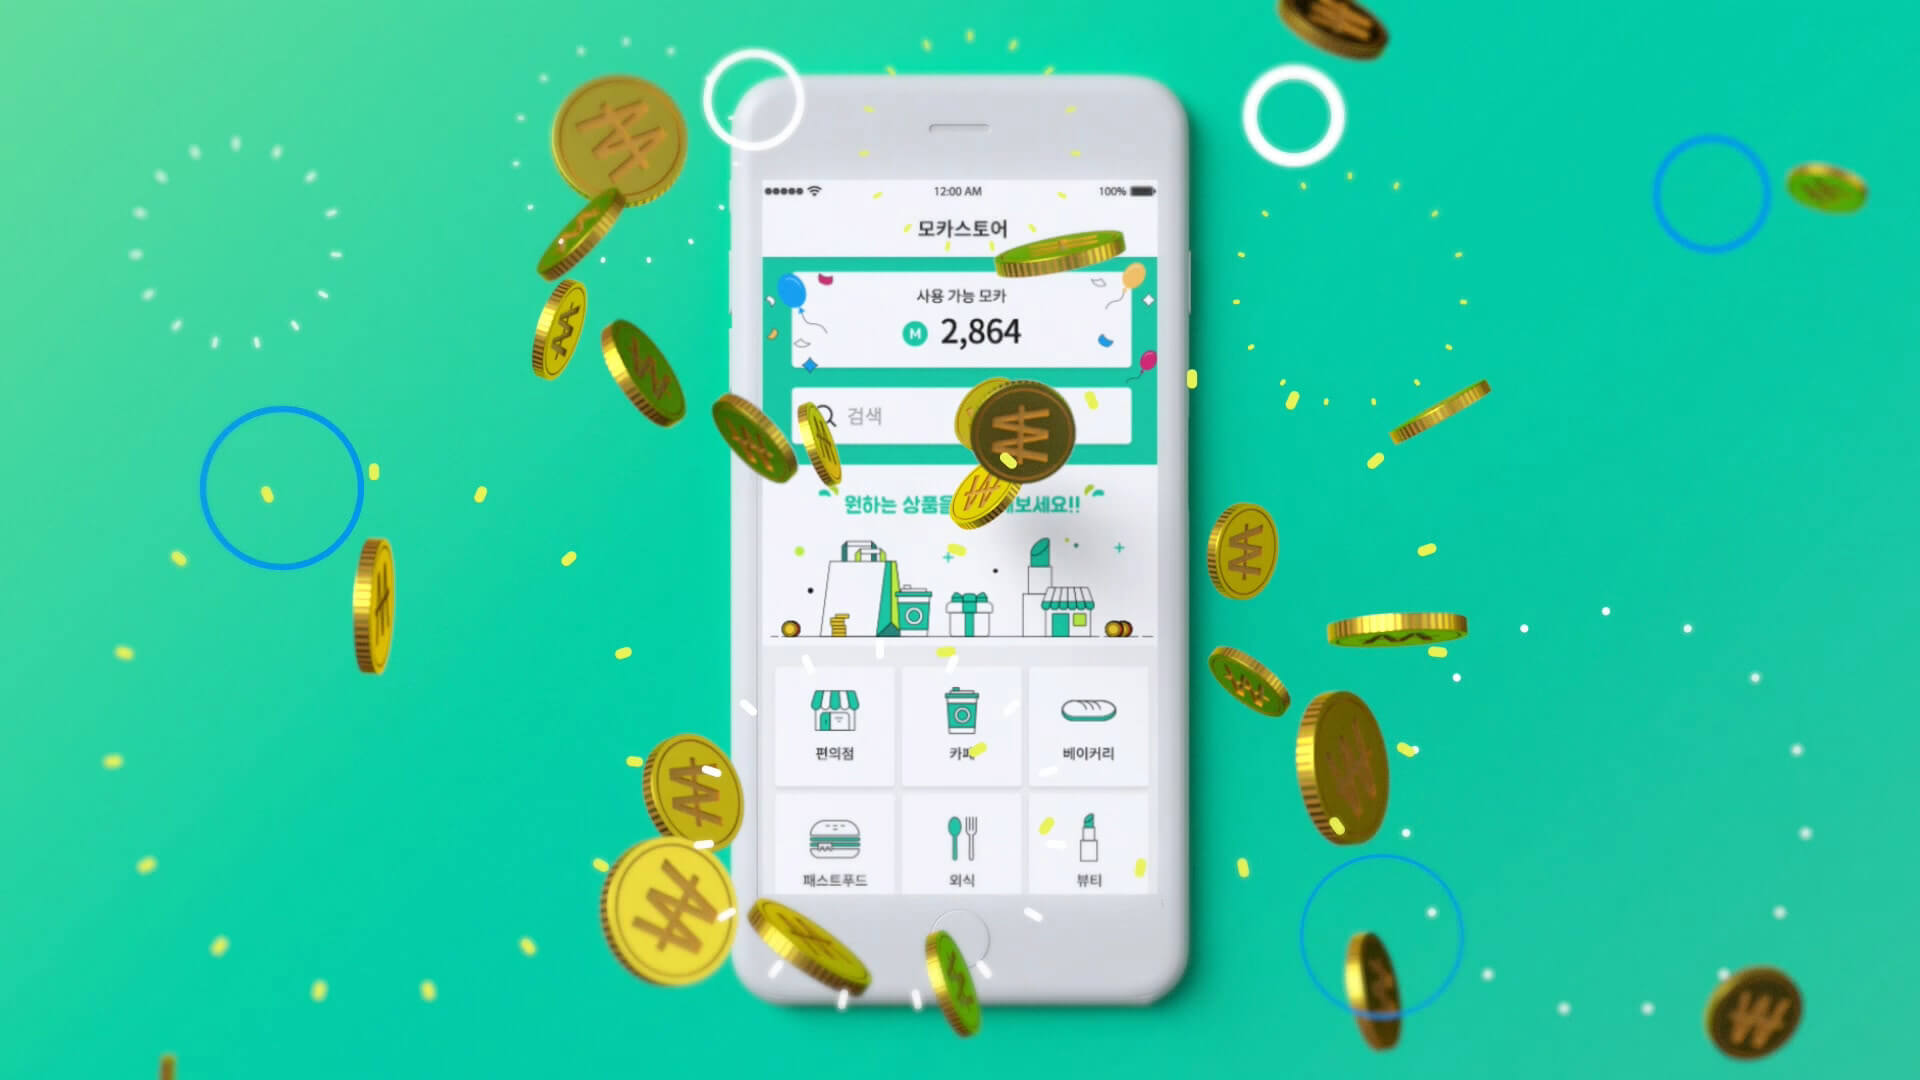 12:00 AM
100%
모카스토어
사용 가능 모카
M 2,864
검색
원하는 상품을 보세요!!
편의점
카페
베이커리
패스트푸드
외식
뷰티